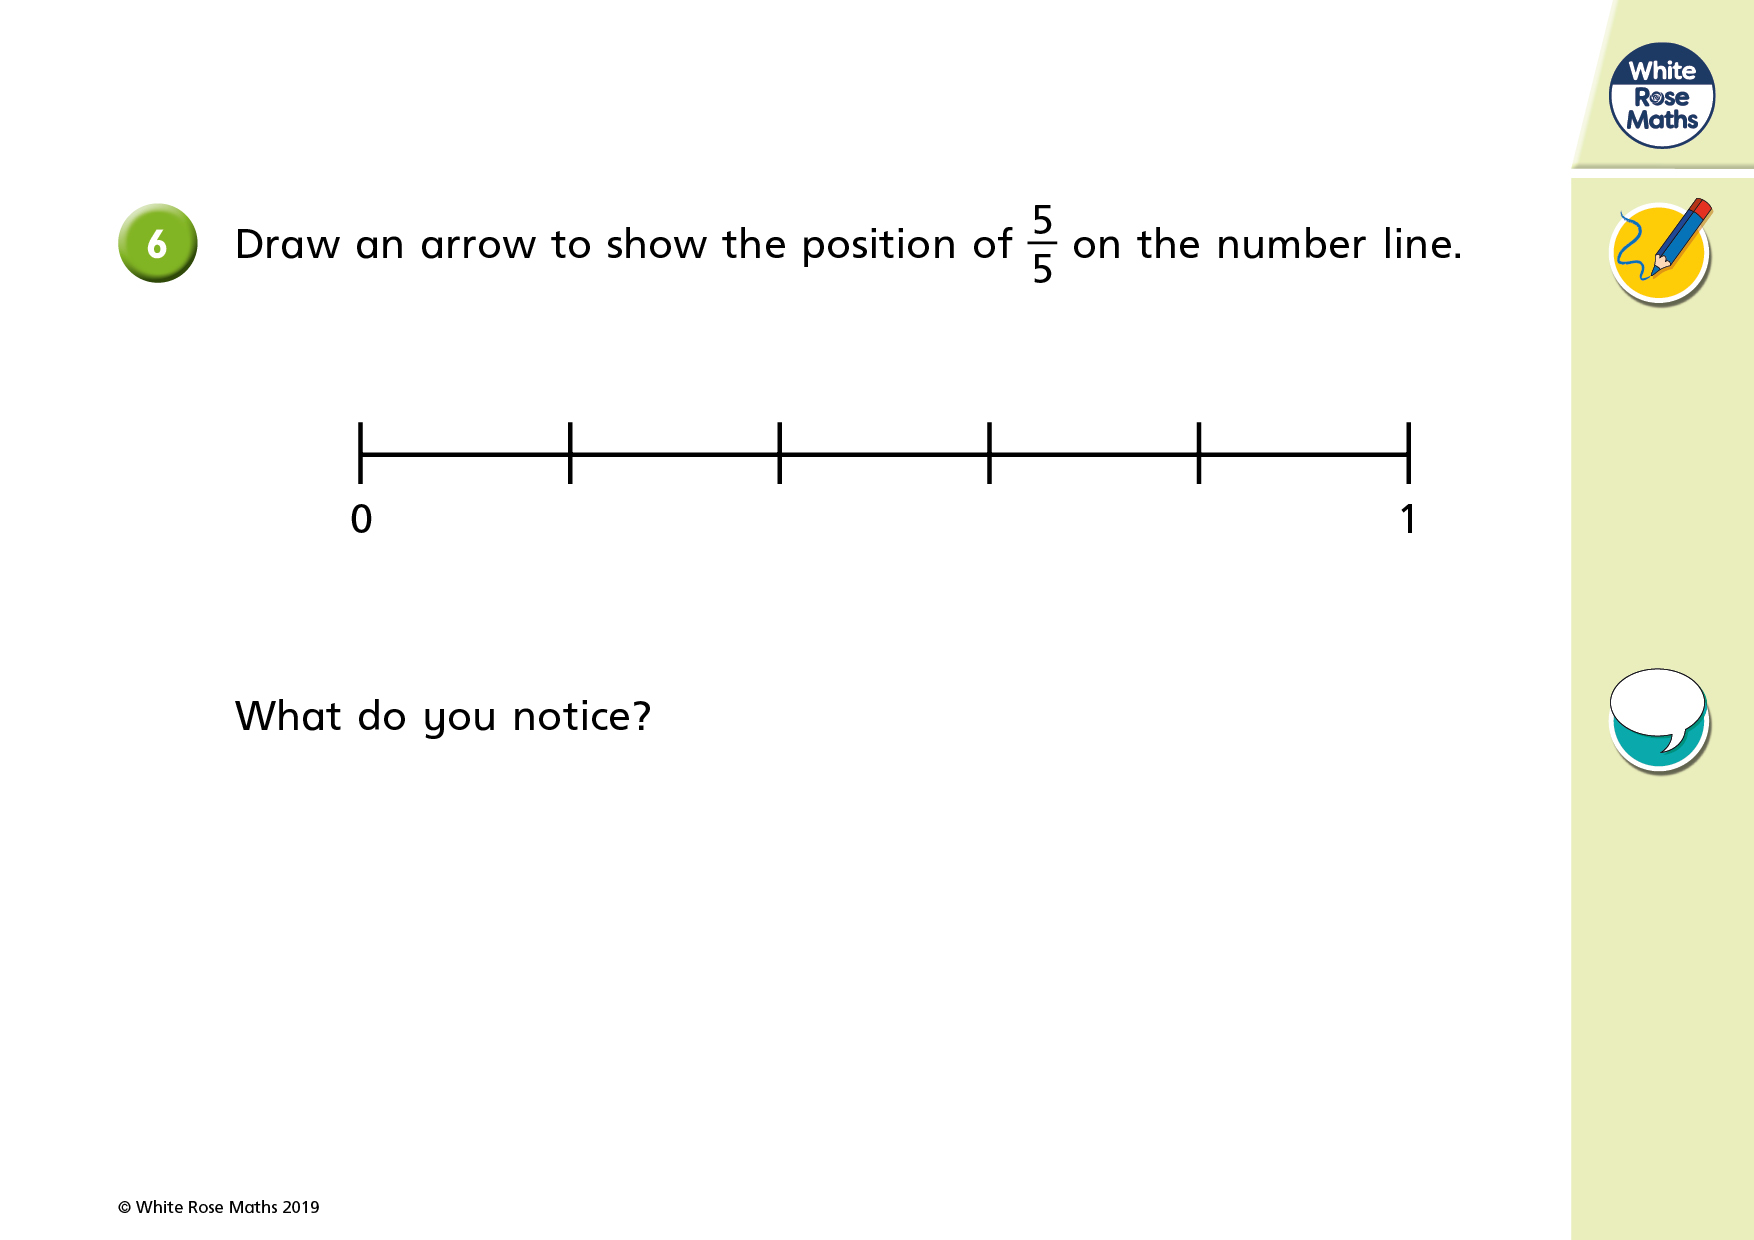 White
Rose
Maths
6 Draw an arrow to show the position of 5/5 on the number line.
0 1
What do you notice?
© White Rose Maths 2019